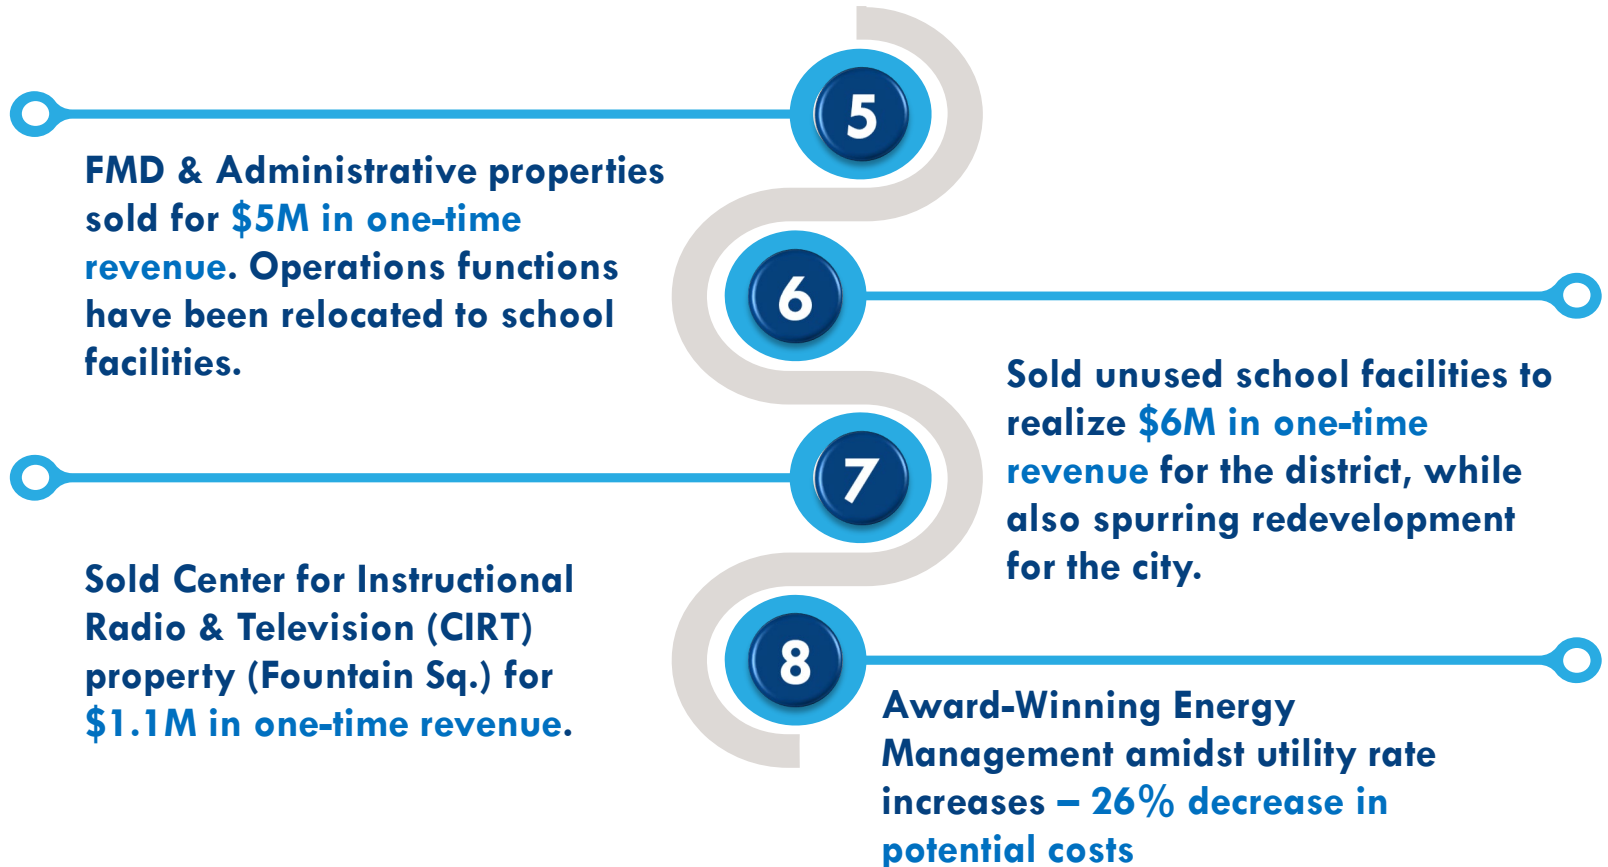 5
FMD & Administrative properties
sold for $5M in one-time
revenue. Operations functions
have been relocated to school
facilities.
6
Sold unused school facilities to
realize $6M in one-time
revenue for the district, while
also spurring redevelopment
for the city.
7
Sold Center for Instructional
Radio & Television (CIRT)
property (Fountain Sq.) for
$1.1M in one-time revenue.
8
Award-Winning Energy
Management amidst utility rate
increases – 26% decrease in
potential costs